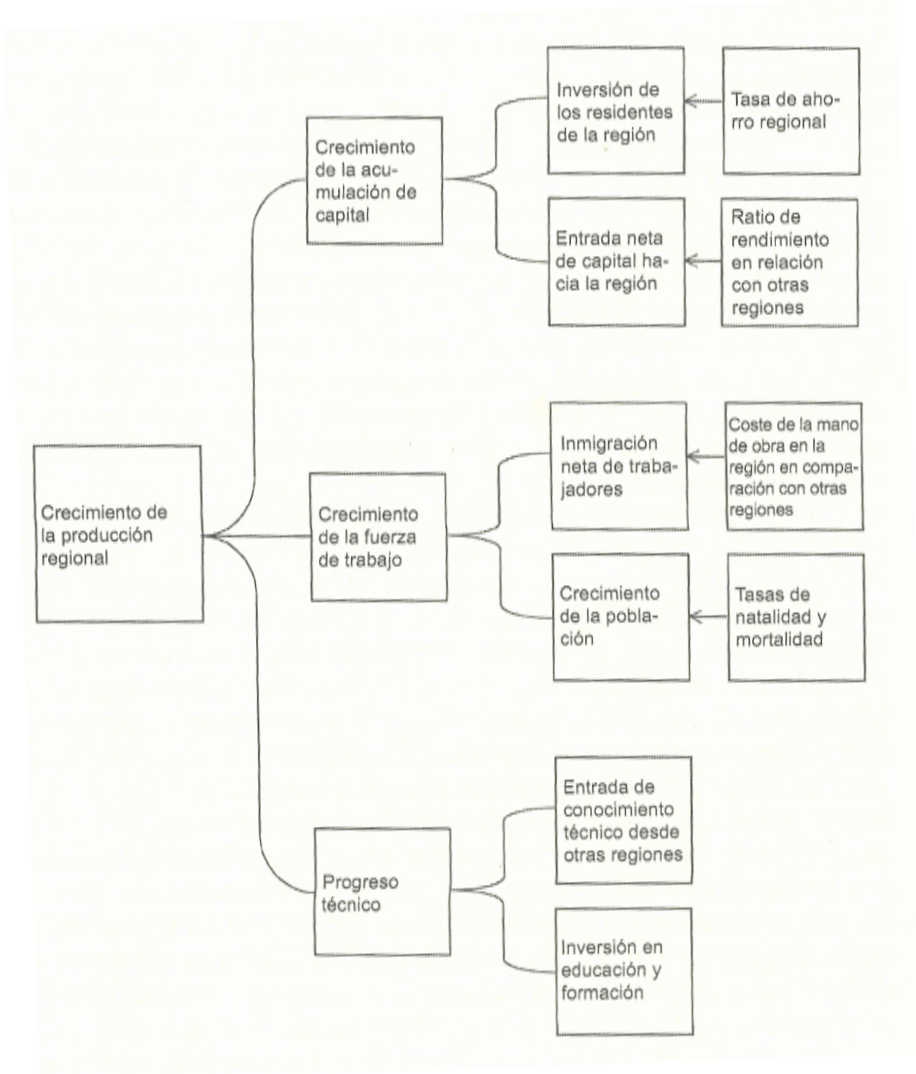 Inversión de
los residentes
de la región
Tasa de aho-
rro regional
Crecimiento
de la acu-
mulación de
capital
Entrada neta
de capital ha-
cia la región
Ratio de
rendimiento
en relación
con otras
regiones
Crecimiento de
la producción
regional
Inmigración
neta de traba-
jadores
Coste de la mano
de obra en la
región en compa-
ración con otras
regiones
Crecimiento
de la fuerza
de trabajo
Crecimiento
de la pobla-
ción
Tasas de
natalidad y
mortalidad
Entrada de
conocimiento
técnico desde
otras regiones
Progreso
técnico
Inversión en
educación y
formación